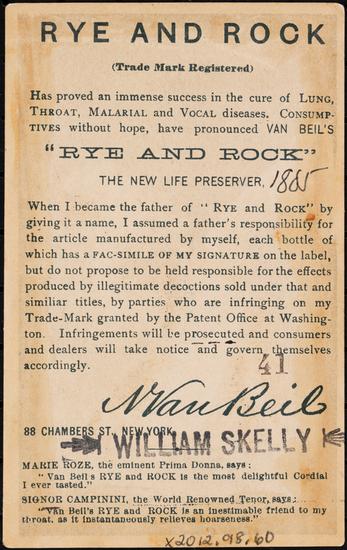 RYE AND ROCK
(Trade Mark Registered)
Has proved an immense success in the cure of LUNG,
THROAT, MALARIAL and VOCAL diseases. CONSUMP-
TIVES without hope, have pronounced VAN BEIL'S
"RYE AND ROCK"
THE NEW LIFE PRESERVER, 1885
When I became the father of "RYE and ROCK" by
giving it a name, I assumed a father's responsibility for
the article manufactured by myself, each bottle of
which has a FAC-SIMILE OF MY SIGNATURE on the label,
but do not propose to be held responsible for the effects
produced by illegitimate decoctions sold under that and
similiar titles, by parties who are infringing on my
Trade-Mark granted by the Patent Office at Washing-
ton. Infringements will be prosecuted and consumers
and dealers will take notice and govern themselves
accordingly. 41
N Van Beil
88 CHAMBERS ST., NEW YORK.
WILLIAM SKELLY
MARIE ROZE, the eminent Prima Donna, says:
"Van Beil's RYE and ROCK is the most delightful Cordial
I ever tasted."
SIGNOR CAMPININI, the World Renowned Tenor, says:
"Van Beil's RYE and ROCK is an inestimable friend to my
throat, as it instantaneously relieves hoarseness."
x2012.98.60